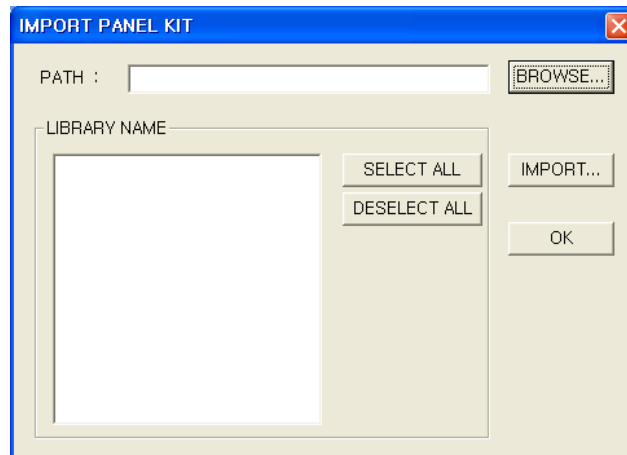 IMPORT PANEL KIT
PATH :
BROWSE...
LIBRARY NAME
SELECT ALL
IMPORT...
DESELECT ALL
OK